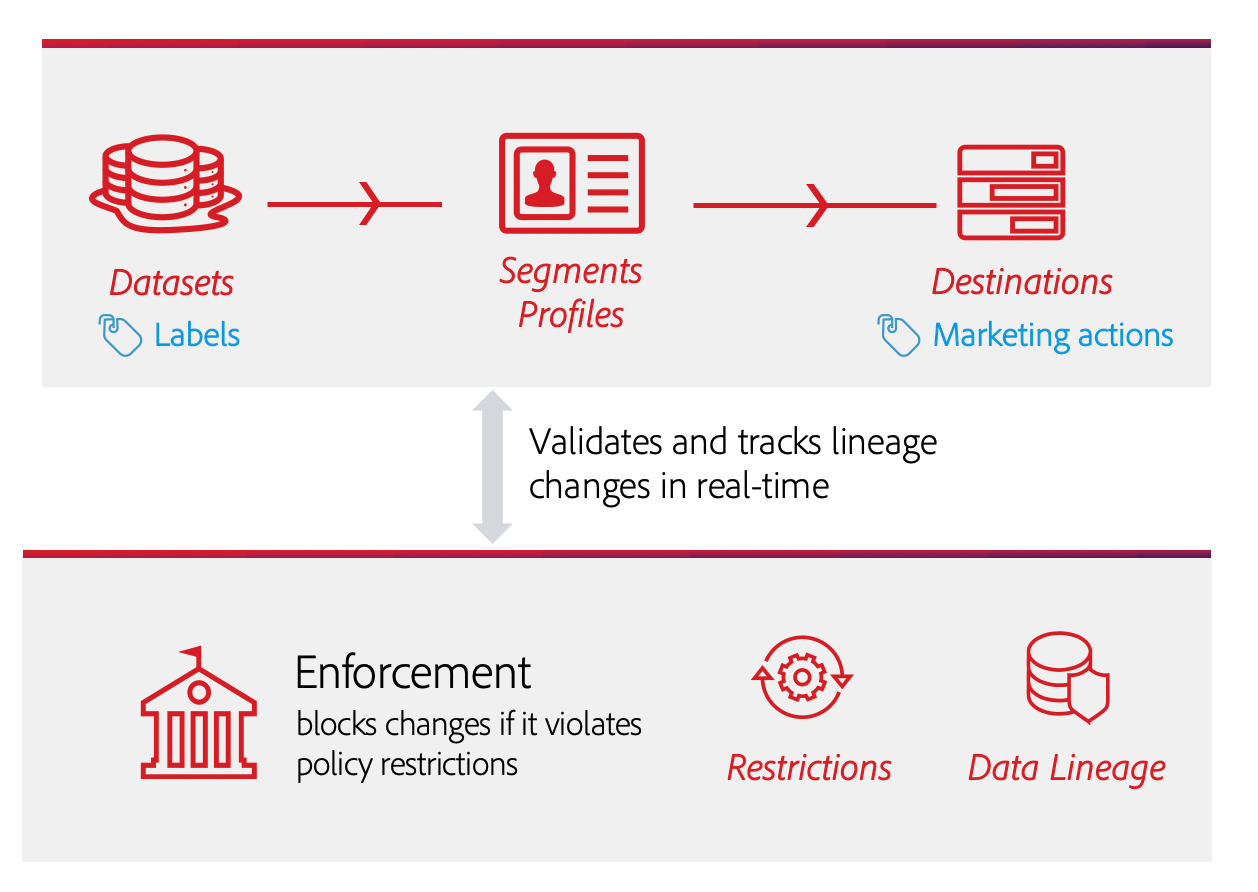 Datasets
Labels
Segments
Profiles
Destinations
Marketing actions
Validates and tracks lineage
changes in real-time
Enforcement
blocks changes if it violates
policy restrictions
Restrictions
Data Lineage